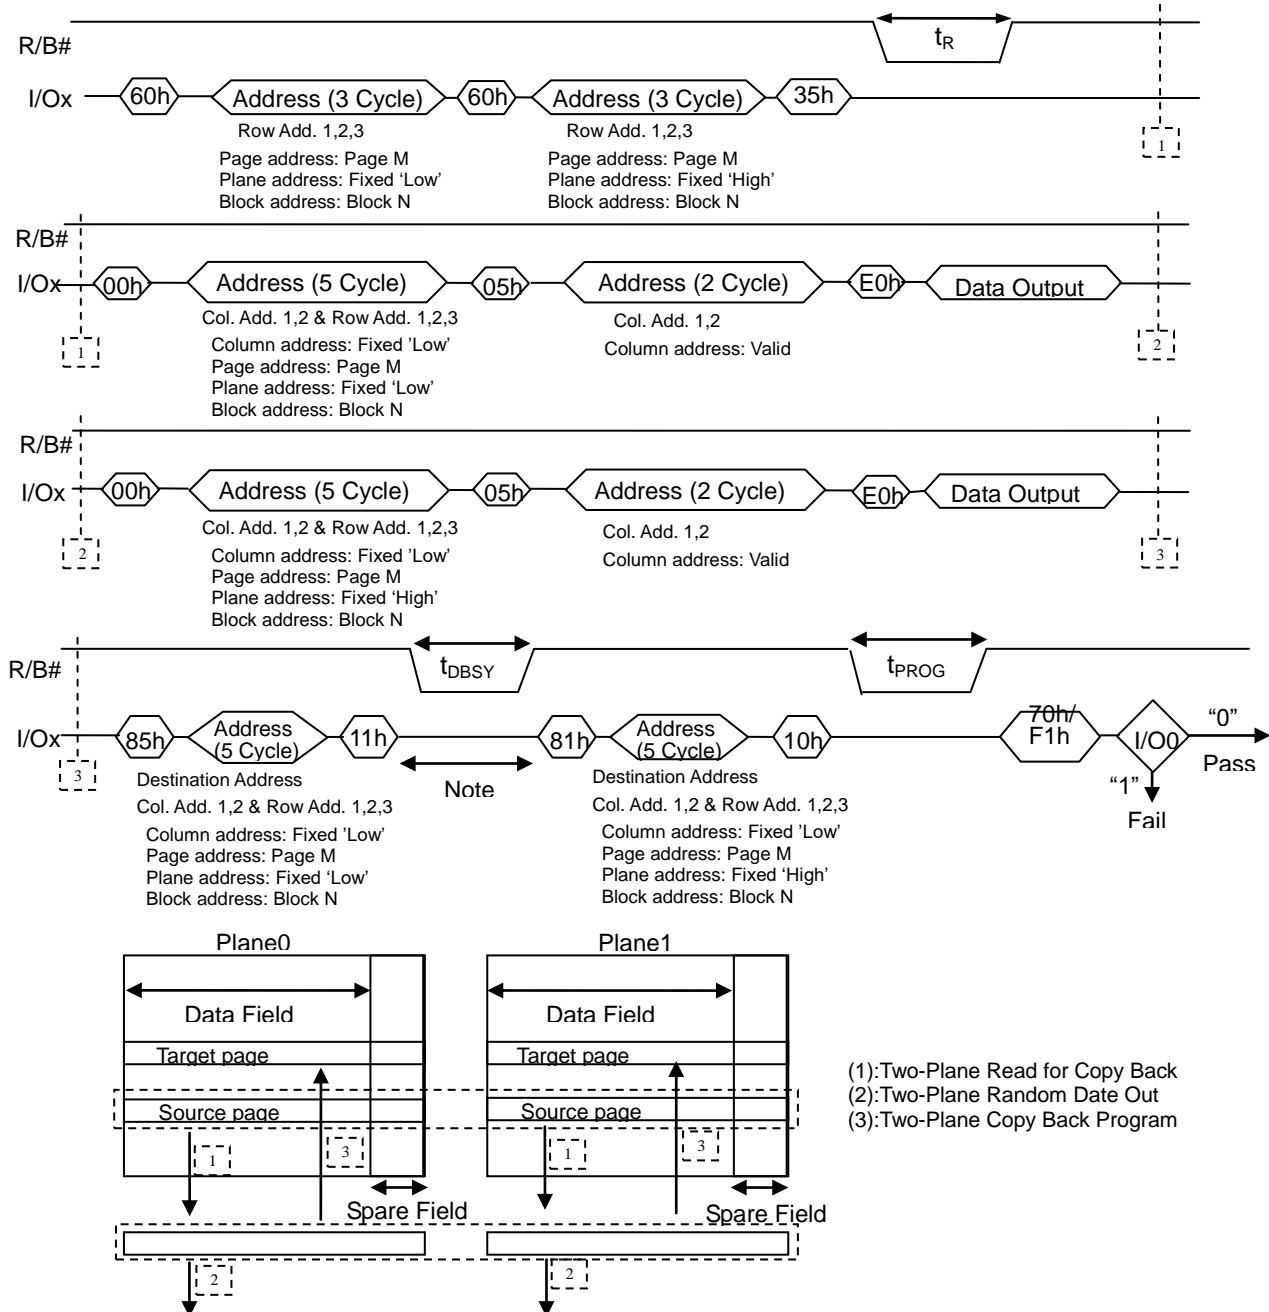 R/B#
tR
I/Ox 60h Address (3 Cycle) 60h Address (3 Cycle) 35h
Row Add. 1,2,3 Row Add. 1,2,3
1
Page address: Page M Page address: Page M
Plane address: Fixed ‘Low’ Plane address: Fixed ‘High’
Block address: Block N Block address: Block N
R/B#
I/Ox 00h Address (5 Cycle) 05h Address (2 Cycle) E0h Data Output
Col. Add. 1,2 & Row Add. 1,2,3 Col. Add. 1,2
Column address: Fixed ’Low’ Column address: Valid
1 2
Page address: Page M
Plane address: Fixed ‘Low’
Block address: Block N
R/B#
I/Ox 00h Address (5 Cycle) 05h Address (2 Cycle) E0h Data Output
Col. Add. 1,2 & Row Add. 1,2,3 Col. Add. 1,2
Column address: Fixed ’Low’ Column address: Valid
2 3
Page address: Page M
Plane address: Fixed ‘High’
Block address: Block N
R/B#
tDBSY tPROG
I/Ox 85h Address (5 Cycle) 11h 81h Address (5 Cycle) 10h 70h/ F1h I/O0 “0”
Pass
3 Destination Address Note Destination Address “1”
Fail
Col. Add. 1,2 & Row Add. 1,2,3 Col. Add. 1,2 & Row Add. 1,2,3
Column address: Fixed ’Low’ Column address: Fixed ’Low’
Page address: Page M Page address: Page M
Plane address: Fixed ‘Low’ Plane address: Fixed ‘High’
Block address: Block N Block address: Block N
Plane0 Plane1
Data Field Data Field
Target page Target page
Source page Source page
(1):Two-Plane Read for Copy Back
(2):Two-Plane Random Date Out
(3):Two-Plane Copy Back Program
1 3 1 3
Spare Field Spare Field
2 2